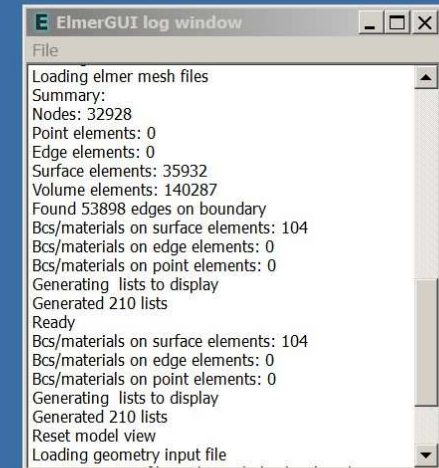 ElmerGUI log window
File
Loading elmer mesh files
Summary:
Nodes: 32928
Point elements: 0
Edge elements: 0
Surface elements: 35932
Volume elements: 140287
Found 53898 edges on boundary
Bcs/materials on surface elements: 104
Bcs/materials on edge elements: 0
Bcs/materials on point elements: 0
Generating  lists to display
Generated 210 lists
Ready
Bcs/materials on surface elements: 104
Bcs/materials on edge elements: 0
Bcs/materials on point elements: 0
Generating  lists to display
Generated 210 lists
Reset model view
Loading geometry input file